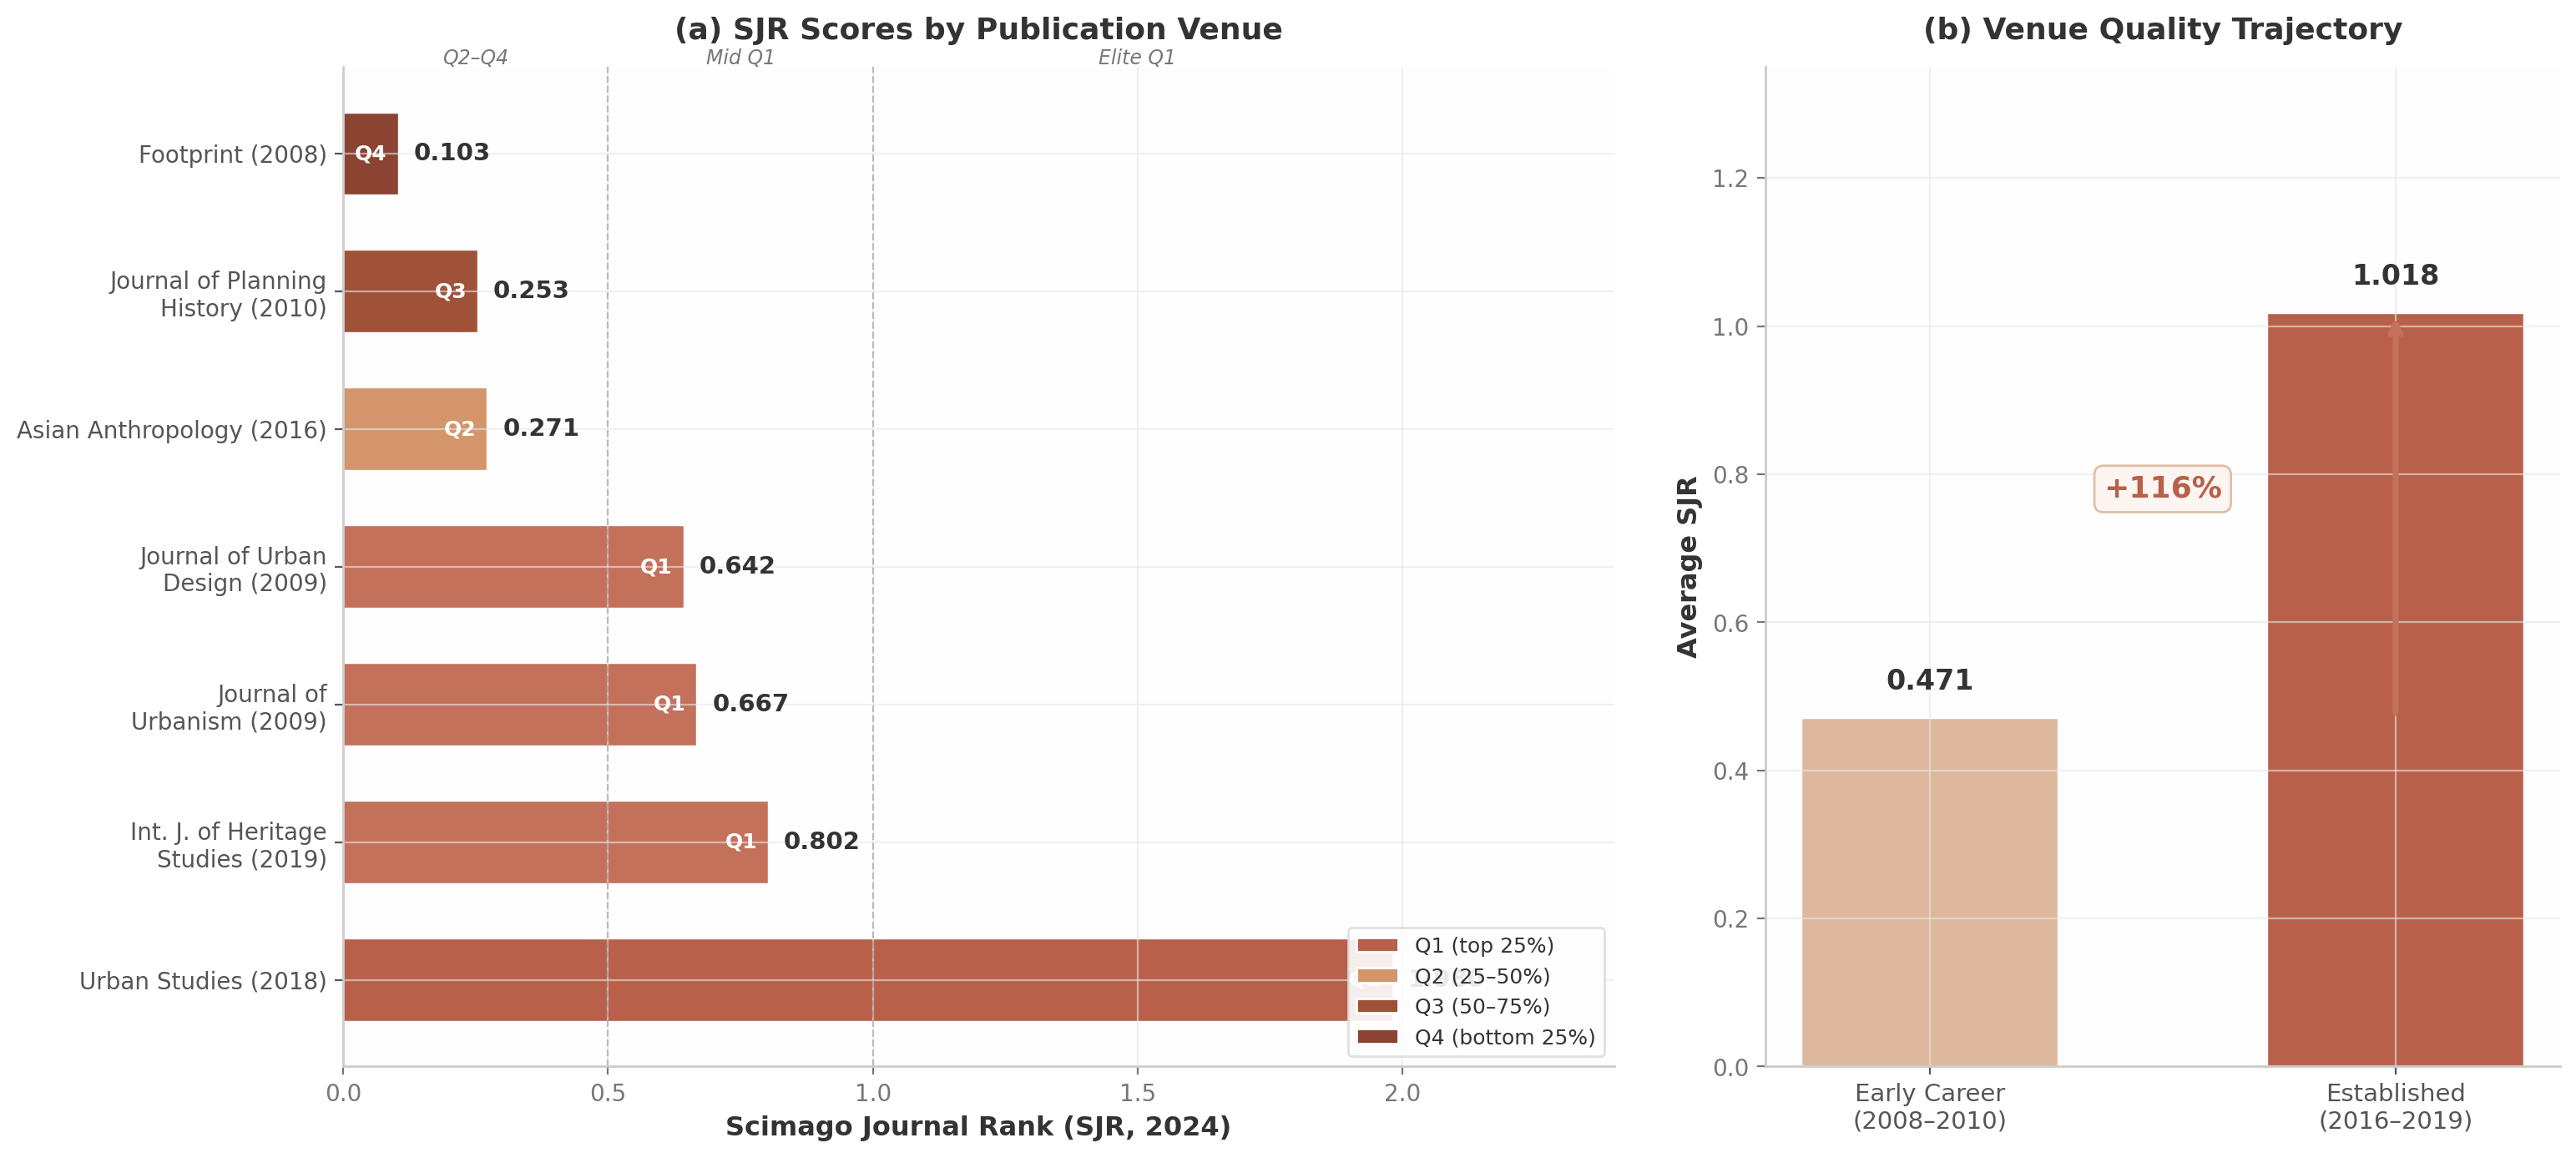 (a) SJR Scores by Publication Venue
Q2–Q4
Mid Q1
Elite Q1
Footprint (2008)
Q4
0.103
Journal of Planning
History (2010)
Q3
0.253
Asian Anthropology (2016)
Q2
0.271
Journal of Urban
Design (2009)
Q1
0.642
Journal of
Urbanism (2009)
Q1
0.667
Int. J. of Heritage
Studies (2019)
Q1
0.802
Urban Studies (2018)
Q1 (top 25%)
Q2 (25–50%)
Q3 (50–75%)
Q4 (bottom 25%)
0.0
0.5
1.0
1.5
2.0
Scimago Journal Rank (SJR, 2024)
(b) Venue Quality Trajectory
Average SJR
1.2
1.0
0.8
0.6
0.4
0.2
0.0
0.471
+116%
1.018
Early Career
(2008–2010)
Established
(2016–2019)